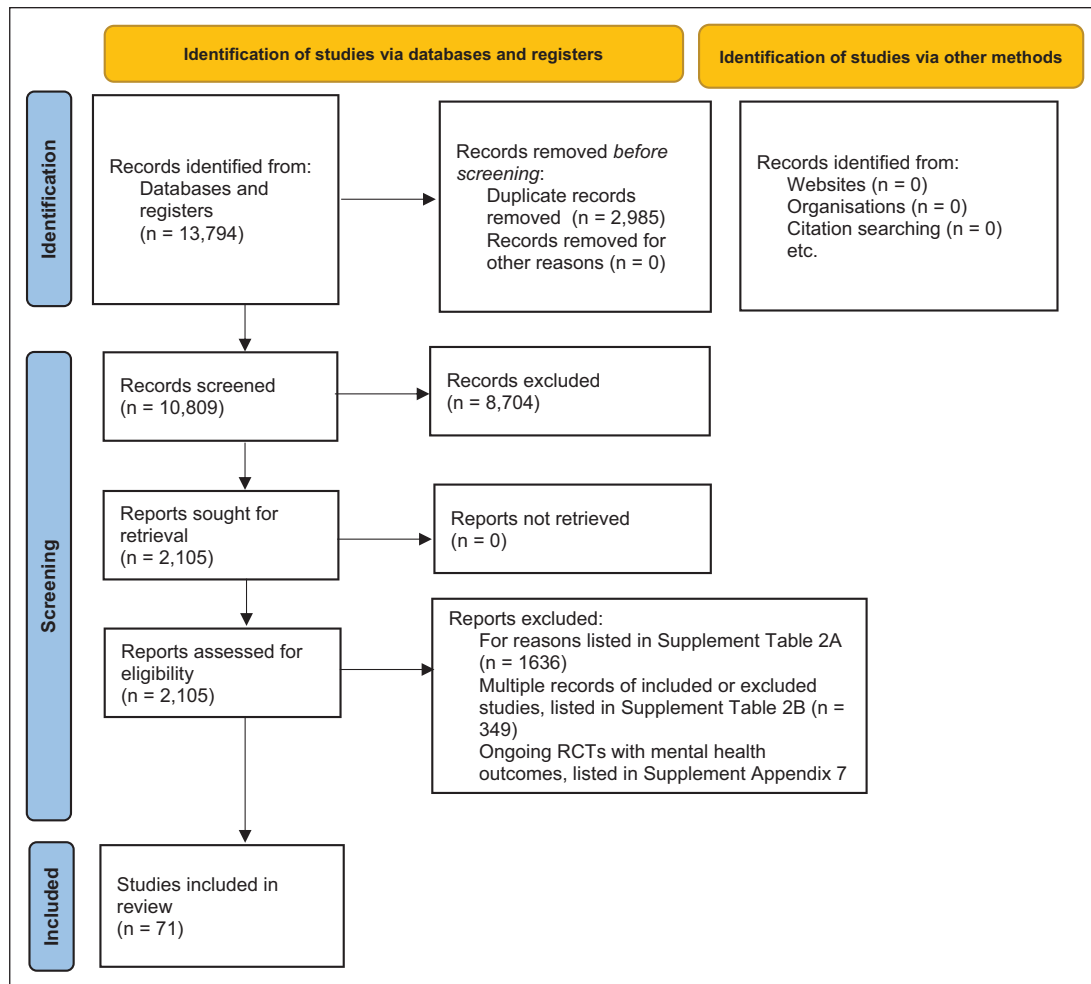 Identification of studies via databases and registers
Identification of studies via other methods
Identification
Records identified from:
Databases and
registers
(n = 13,794)
Records removed before
screening:
Duplicate records
removed (n = 2,985)
Records removed for
other reasons (n = 0)
Records identified from:
Websites (n = 0)
Organisations (n = 0)
Citation searching (n = 0)
etc.
Screening
Records screened
(n = 10,809)
Records excluded
(n = 8,704)
Reports sought for
retrieval
(n = 2,105)
Reports not retrieved
(n = 0)
Reports assessed for
eligibility
(n = 2,105)
Reports excluded:
For reasons listed in Supplement Table 2A
(n = 1636)
Multiple records of included or excluded
studies, listed in Supplement Table 2B (n =
349)
Ongoing RCTs with mental health
outcomes, listed in Supplement Appendix 7
Included
Studies included in
review
(n = 71)